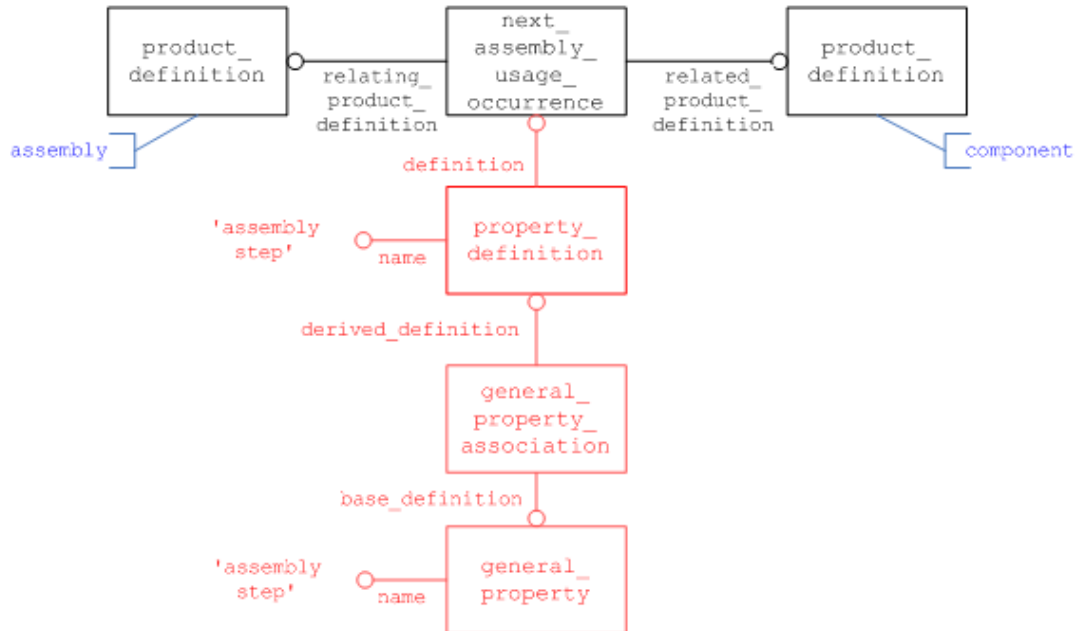 product_
definition
next_
assembly_
usage_
occurrence
product_
definition
relating_
product_
definition
related_
product_
definition
assembly
component
definition
'assembly
step'
name
property_
definition
derived_definition
general_
property_
association
base_definition
'assembly
step'
name
general_
property